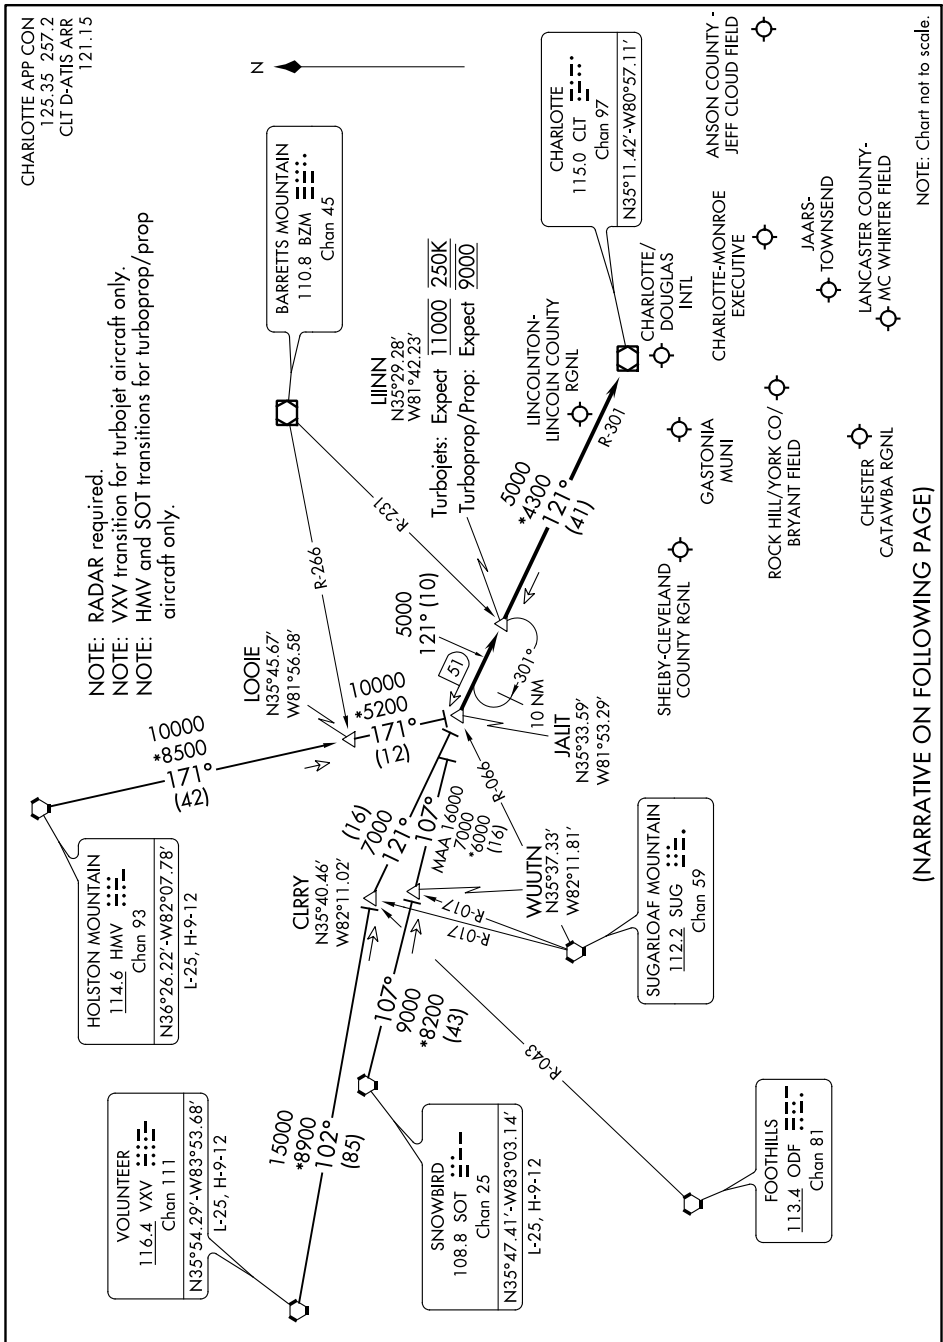 CHARLOTTE APP CON
125.35 257.2
CLT D-ATIS ARR
121.15
NOTE: RADAR required.
NOTE: VXV transition for turbojet aircraft only.
NOTE: HMV and SOT transitions for turboprop/prop
aircraft only.
N
HOLSTON MOUNTAIN
114.6 HMV
Chan 93
N36°26.22'-W82°07.78'
L-25, H-9-12
10000
*8500
171°
(42)
LOOIE
N35°45.67'
W81°56.58'
R-266
BARRETTS MOUNTAIN
110.8 BZM
Chan 45
R-231
10000
*5200
171°
(12)
VOLUNTEER
116.4 VXV
Chan 111
N35°54.29'-W83°53.68'
L-25, H-9-12
15000
*8900
102°
(85)
CLRRY
N35°40.46'
W82°11.02'
(16)
7000
121°
5000
121° (10)
51
LIINN
N35°29.28'
W81°42.23'
Turbojets: Expect 11000 250K
Turboprop/Prop: Expect 9000
SNOWBIRD
108.8 SOT
Chan 25
N35°47.41'-W83°03.14'
L-25, H-9-12
107°
9000
*8200
(43)
107°
MAA 16000
7000
*6000
(16)
WUUTN
N35°37.33'
W82°11.81'
R-017
R-017
R-066
R-043
JALIT
N35°33.59'
W81°53.29'
301°
10 NM
5000
*4300
121°
(41)
R-301
CHARLOTTE
115.0 CLT
Chan 97
N35°11.42'-W80°57.11'
SUGARLOAF MOUNTAIN
112.2 SUG
Chan 59
FOOTHILLS
113.4 ODF
Chan 81
LINCOLNTON-
LINCOLN COUNTY
RGNL
CHARLOTTE/
DOUGLAS
INTL
SHELBY-CLEVELAND
COUNTY RGNL
GASTONIA
MUNI
CHARLOTTE-MONROE
EXECUTIVE
ANSON COUNTY -
JEFF CLOUD FIELD
ROCK HILL/YORK CO/
BRYANT FIELD
JAARS-
TOWNSEND
CHESTER
CATAWBA RGNL
LANCASTER COUNTY-
MC WHIRTER FIELD
(NARRATIVE ON FOLLOWING PAGE)
NOTE: Chart not to scale.